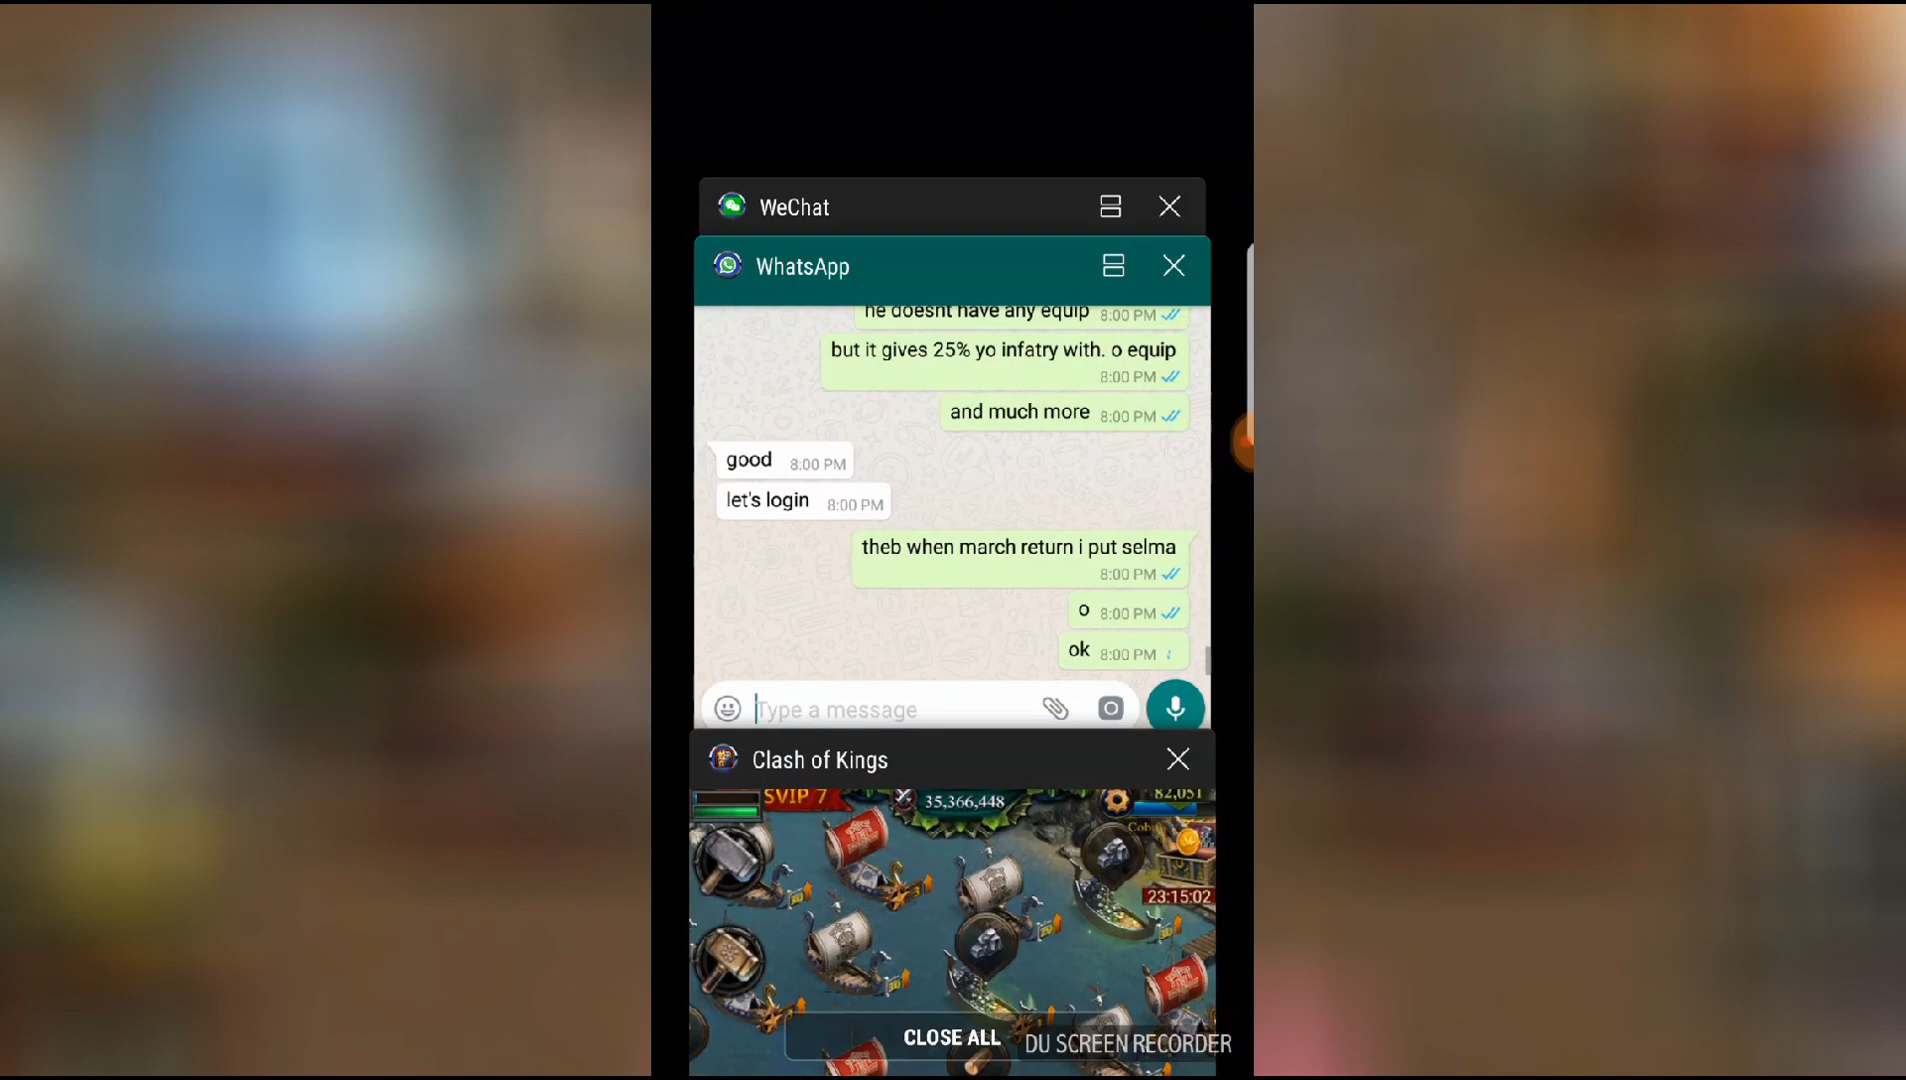 WeChat
WhatsApp
he doesnt have any equip 8:00 PM
but it gives 25% yo infatry with. o equip
8:00 PM
and much more 8:00 PM
good 8:00 PM
let's login 8:00 PM
theb when march return i put selma
8:00 PM
o 8:00 PM
ok 8:00 PM
Type a message
Clash of Kings
SVIP 7
35,366,448
82,051
23:15:02
CLOSE ALL
DU SCREEN RECORDER